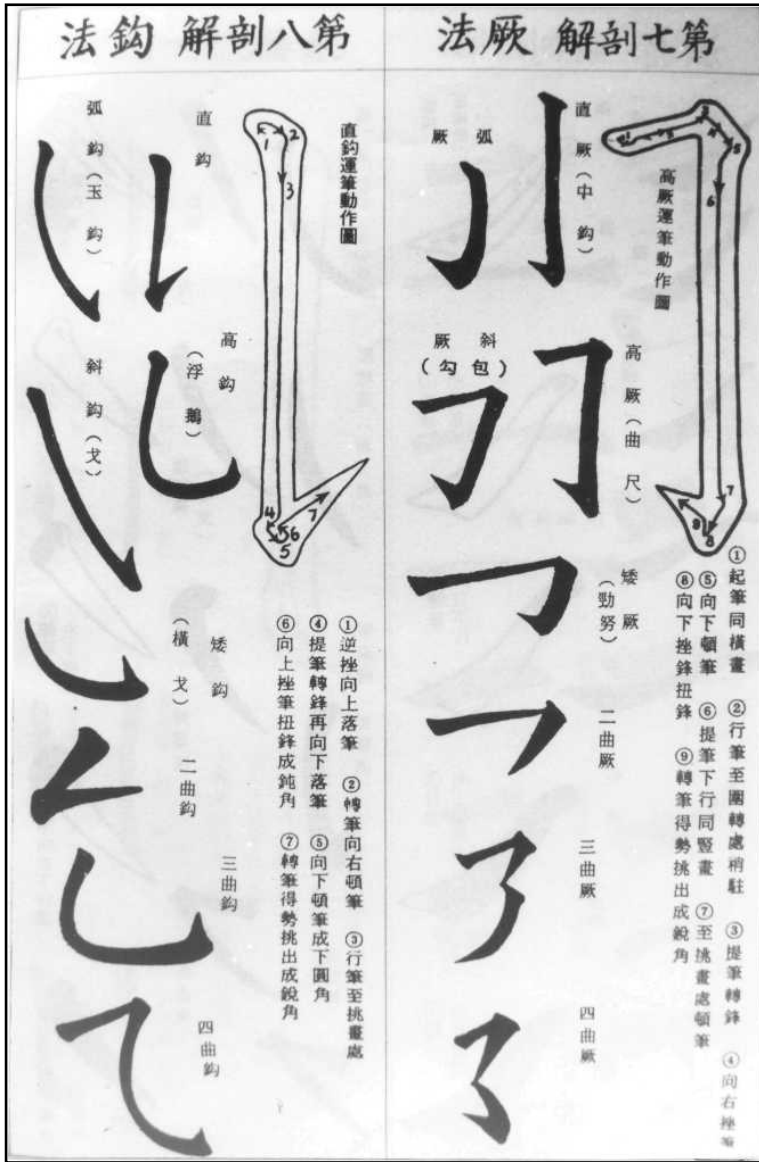 第七剖解 厥法
高厥運筆動作圖
直厥（中鈎）
弧厥
高厥（曲尺）
斜厥
（包勾）
矮厥
（勁努）
二曲厥
三曲厥
四曲厥
①起筆同橫畫 ②行筆至圍轉處稍駐 ③提筆轉鋒 ④向右挫筆
⑤向下頓筆 ⑥提筆下行同豎畫 ⑦至挑畫處頓筆
⑧向下挫鋒扭鋒 ⑨轉筆得勢挑出成銳角
第八剖解 鈎法
直鈎運筆動作圖
直鈎
弧鈎（玉鈎）
高鈎
（浮鵝）
斜鈎（戈）
矮鈎
（橫戈）
二曲鈎
三曲鈎
四曲鈎
①逆挫向上落筆 ②轉筆向右頓筆 ③行筆至挑畫處
④提筆轉鋒再向下落筆 ⑤向下頓筆成下圓角
⑥向上挫筆扭鋒成鈍角 ⑦轉筆得勢挑出成銳角